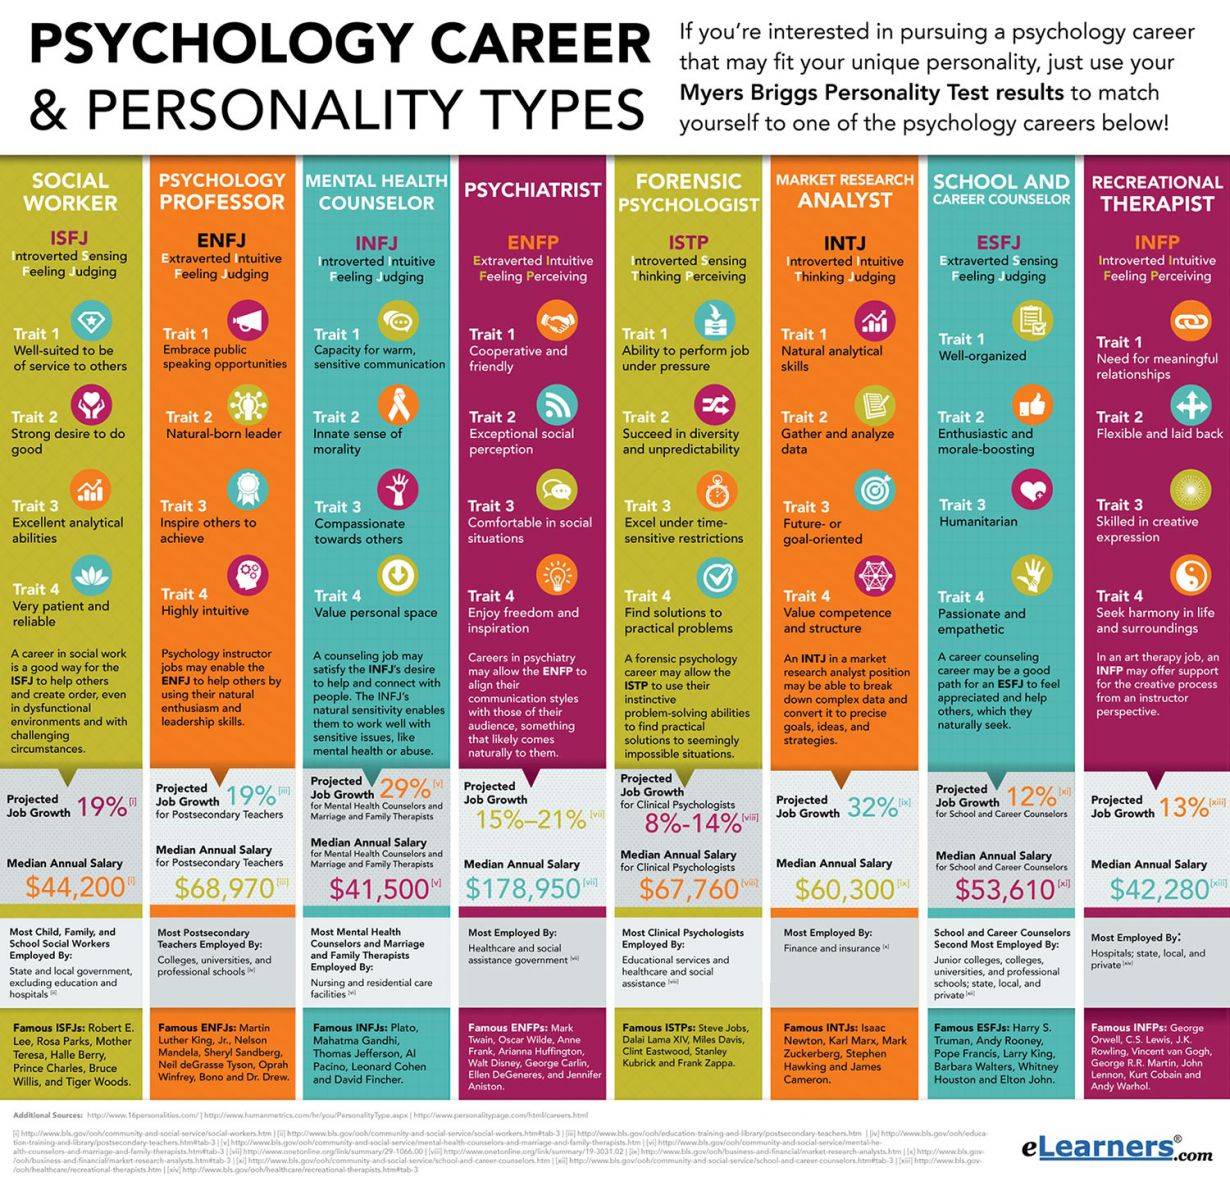 PSYCHOLOGY CAREER
& PERSONALITY TYPES
If you're interested in pursuing a psychology career
that may fit your unique personality, just use your
Myers Briggs Personality Test results to match
yourself to one of the psychology careers below!
SOCIAL
WORKER
ISFJ
Introverted Sensing
Feeling Judging
Trait 1
Well-suited to be
of service to others
Trait 2
Strong desire to do
good
Trait 3
Excellent analytical
abilities
Trait 4
Very patient and
reliable
A career in social work
is a good way for the
ISFJ to help others
and create order, even
in dysfunctional
environments and with
challenging
circumstances.
Projected
Job Growth 19% [i]
Median Annual Salary
$44,200 [i]
Most Child, Family, and
School Social Workers
Employed By:
State and local government,
excluding education and
hospitals [ii]
Famous ISFJs: Robert E.
Lee, Rosa Parks, Mother
Teresa, Halle Berry,
Prince Charles, Bruce
Willis, and Tiger Woods.
PSYCHOLOGY
PROFESSOR
ENFJ
Extraverted Intuitive
Feeling Judging
Trait 1
Embrace public
speaking opportunities
Trait 2
Natural-born leader
Trait 3
Inspire others to
achieve
Trait 4
Highly intuitive
Psychology instructor
jobs may enable the
ENFJ to help others by
using their natural
enthusiasm and
leadership skills.
Projected
Job Growth 19% [iii]
for Postsecondary Teachers
Median Annual Salary
for Postsecondary Teachers
$68,970 [iii]
Most Postsecondary
Teachers Employed By:
Colleges, universities, and
professional schools [iv]
Famous ENFJs: Martin
Luther King, Jr., Nelson
Mandela, Sheryl Sandberg,
Neil deGrasse Tyson, Oprah
Winfrey, Bono and Dr. Drew.
MENTAL HEALTH
COUNSELOR
INFJ
Introverted Intuitive
Feeling Judging
Trait 1
Capacity for warm,
sensitive communication
Trait 2
Innate sense of
morality
Trait 3
Compassionate
towards others
Trait 4
Value personal space
A counseling job may
satisfy the INFJ's desire
to help and connect with
people. The INFJ's
natural sensitivity enables
them to work well with
sensitive issues, like
mental health or abuse.
Projected
Job Growth 29% [v]
for Mental Health Counselors and
Marriage and Family Therapists
Median Annual Salary
for Mental Health Counselors and
Marriage and Family Therapists
$41,500 [v]
Most Mental Health
Counselors and Marriage
and Family Therapists
Employed By:
Nursing and residential care
facilities [vi]
Famous INFJs: Plato,
Mahatma Gandhi,
Thomas Jefferson, Al
Pacino, Leonard Cohen
and David Fincher.
PSYCHIATRIST
ENFP
Extraverted Intuitive
Feeling Perceiving
Trait 1
Cooperative and
friendly
Trait 2
Exceptional social
perception
Trait 3
Comfortable in social
situations
Trait 4
Enjoy freedom and
inspiration
Careers in psychiatry
may allow the ENFP to
align their
communication styles
with those of their
audience, something
that likely comes
naturally to them.
Projected
Job Growth
15%–21% [vii]
Median Annual Salary
$178,950 [vii]
Most Employed By:
Healthcare and social
assistance government [vii]
Famous ENFPs: Mark
Twain, Oscar Wilde, Anne
Frank, Arianna Huffington,
Walt Disney, George Carlin,
Ellen DeGeneres, and Jennifer
Aniston.
FORENSIC
PSYCHOLOGIST
ISTP
Introverted Sensing
Thinking Perceiving
Trait 1
Ability to perform job
under pressure
Trait 2
Succeed in diversity
and unpredictability
Trait 3
Excel under time-
sensitive restrictions
Trait 4
Find solutions to
practical problems
A forensic psychology
career may allow the
ISTP to use their
instinctive
problem-solving abilities
to find practical
solutions to seemingly
impossible situations.
Projected
Job Growth
for Clinical Psychologists
8%-14% [viii]
Median Annual Salary
for Clinical Psychologists
$67,760 [viii]
Most Clinical Psychologists
Employed By:
Educational services and
healthcare and social
assistance [viii]
Famous ISTPs: Steve Jobs,
Dalai Lama XIV, Miles Davis,
Clint Eastwood, Stanley
Kubrick and Frank Zappa.
MARKET RESEARCH
ANALYST
INTJ
Introverted Intuitive
Thinking Judging
Trait 1
Natural analytical
skills
Trait 2
Gather and analyze
data
Trait 3
Future- or
goal-oriented
Trait 4
Value competence
and structure
An INTJ in a market
research analyst position
may be able to break
down complex data and
convert it to precise
goals, ideas, and
strategies.
Projected
Job Growth 32% [ix]
Median Annual Salary
$60,300 [ix]
Most Employed By:
Finance and insurance [x]
Famous INTJs: Isaac
Newton, Karl Marx, Mark
Zuckerberg, Stephen
Hawking and James
Cameron.
SCHOOL AND
CAREER COUNSELOR
ESFJ
Extraverted Sensing
Feeling Judging
Trait 1
Well-organized
Trait 2
Enthusiastic and
morale-boosting
Trait 3
Humanitarian
Trait 4
Passionate and
empathetic
A career counseling
career may be a good
path for an ESFJ to feel
appreciated and help
others, which they
naturally seek.
Projected
Job Growth 12% [xi]
for School and Career Counselors
Median Annual Salary
for School and Career Counselors
$53,610 [xi]
School and Career Counselors
Second Most Employed By:
Junior colleges, colleges,
universities, and professional
schools; state, local, and
private [xii]
Famous ESFJs: Harry S.
Truman, Andy Rooney,
Pope Francis, Larry King,
Barbara Walters, Whitney
Houston and Elton John.
RECREATIONAL
THERAPIST
INFP
Introverted Intuitive
Feeling Perceiving
Trait 1
Need for meaningful
relationships
Trait 2
Flexible and laid back
Trait 3
Skilled in creative
expression
Trait 4
Seek harmony in life
and surroundings
In an art therapy job, an
INFP may offer support
for the creative process
from an instructor
perspective.
Projected
Job Growth 13% [xiii]
Median Annual Salary
$42,280 [xiii]
Most Employed By:
Hospitals; state, local, and
private [xiv]
Famous INFPs: George
Orwell, C.S. Lewis, J.K.
Rowling, Vincent van Gogh,
George R.R. Martin, John
Lennon, Kurt Cobain and
Andy Warhol.
Additional Sources: http://www.16personalities.com/ | http://www.humanmetrics.com/hr/you/PersonalityType.aspx | http://www.personalitypage.com/html/careers.html
[i] http://www.bls.gov/ooh/community-and-social-service/social-workers.htm | [ii] http://www.bls.gov/ooh/community-and-social-service/social-workers.htm#tab-3 | [iii] http://www.bls.gov/ooh/education-training-and-library/postsecondary-teachers.htm | [iv] http://www.bls.gov/ooh/educa-
tion-training-and-library/postsecondary-teachers.htm#tab-3 | [v] http://www.bls.gov/ooh/community-and-social-service/mental-health-counselors-and-marriage-and-family-therapists.htm | [vi] http://www.bls.gov/ooh/community-and-social-service/mental-he-
alth-counselors-and-marriage-and-family-therapists.htm#tab-3 | [vii] http://www.onetonline.org/link/summary/29-1066.00 | [viii] http://www.onetonline.org/link/summary/19-3031.02 | [ix] http://www.bls.gov/ooh/business-and-financial/market-research-analysts.htm | [x] http://www.bls.gov-
/ooh/business-and-financial/market-research-analysts.htm#tab-3 | [xi] http://www.bls.gov/ooh/community-and-social-service/school-and-career-counselors.htm | [xii] http://www.bls.gov/ooh/community-and-social-service/school-and-career-counselors.htm#tab-3 | [xiii] http://www.bls.gov-
/ooh/healthcare/recreational-therapists.htm | [xiv] http://www.bls.gov/ooh/healthcare/recreational-therapists.htm#tab-3
eLearners®.com